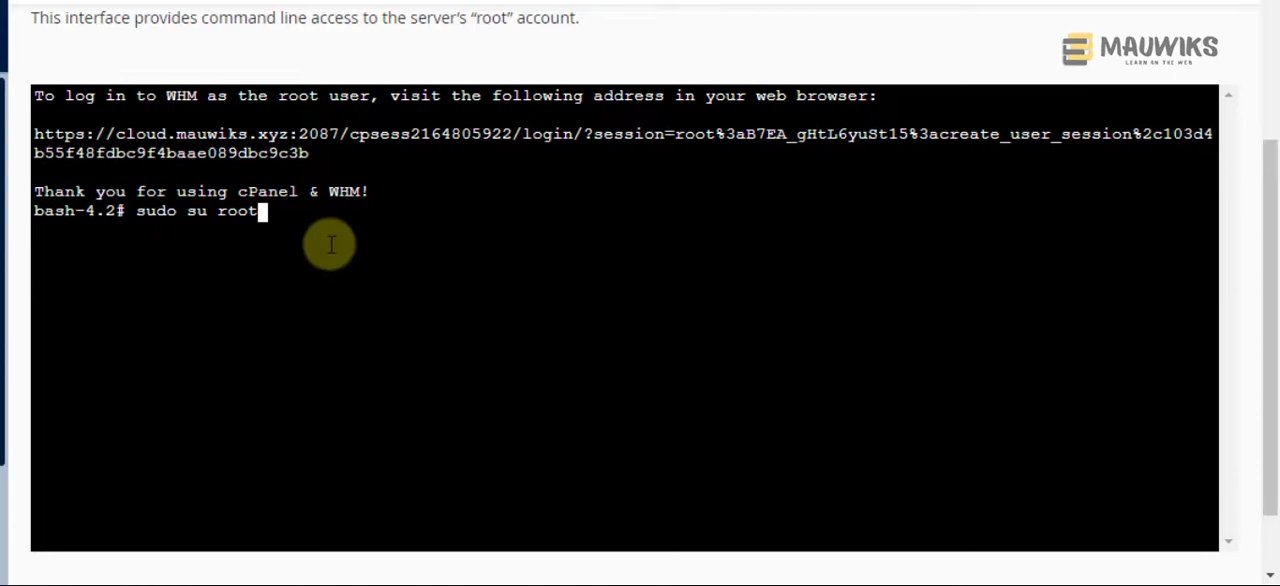 This interface provides command line access to the server's “root” account.
MAUWIKS
LEARN ON THE WEB
To log in to WHM as the root user, visit the following address in your web browser:
https://cloud.mauwiks.xyz:2087/cpsess2164805922/login/?session=root%3aB7EA_gHtL6yuSt15%3acreate_user_session%2c103d4
b55f48fdbc9f4baae089dbc9c3b
Thank you for using cPanel & WHM!
bash-4.2# sudo su root